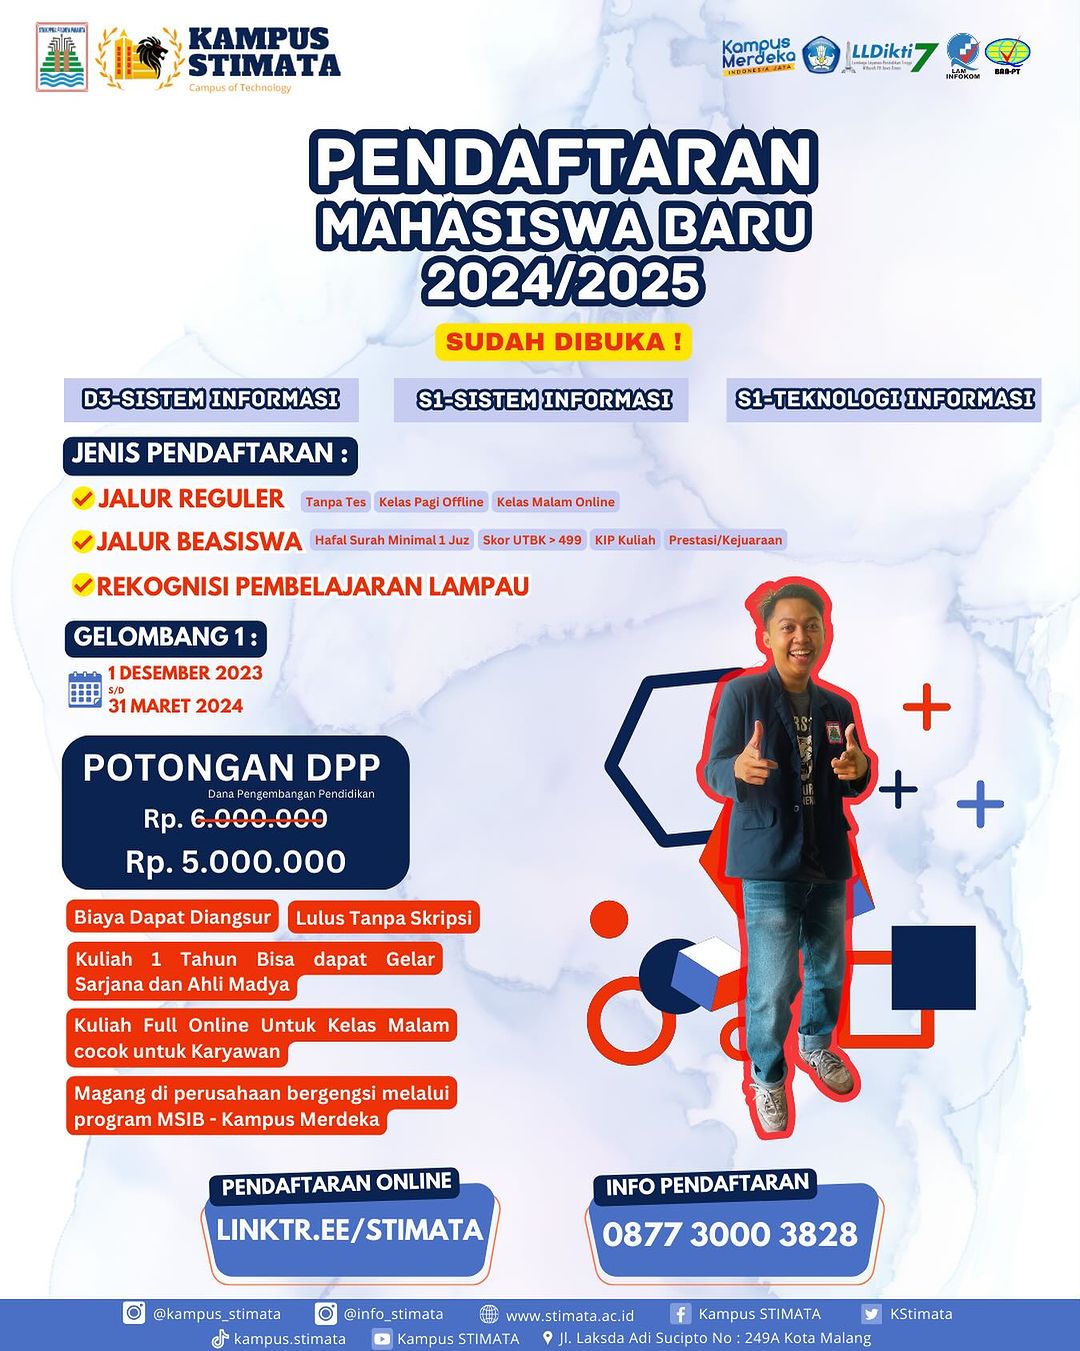 KAMPUS
STIMATA
Campus of Technology
Kampus
Merdeka
INDONESIA JAYA
LLDikti7
LAM
INFOKOM
BAN-PT
PENDAFTARAN
MAHASISWA BARU
2024/2025
SUDAH DIBUKA !
D3-SISTEM INFORMASI
S1-SISTEM INFORMASI
S1-TEKNOLOGI INFORMASI
JENIS PENDAFTARAN :
JALUR REGULER Tanpa Tes Kelas Pagi Offline Kelas Malam Online
JALUR BEASISWA Hafal Surah Minimal 1 Juz Skor UTBK > 499 KIP Kuliah Prestasi/Kejuaraan
REKOGNISI PEMBELAJARAN LAMPAU
GELOMBANG 1 :
1 DESEMBER 2023
S/D
31 MARET 2024
POTONGAN DPP
Dana Pengembangan Pendidikan
Rp. 6.000.000
Rp. 5.000.000
Biaya Dapat Diangsur
Lulus Tanpa Skripsi
Kuliah 1 Tahun Bisa dapat Gelar
Sarjana dan Ahli Madya
Kuliah Full Online Untuk Kelas Malam
cocok untuk Karyawan
Magang di perusahaan bergengsi melalui
program MSIB - Kampus Merdeka
PENDAFTARAN ONLINE
LINKTR.EE/STIMATA
INFO PENDAFTARAN
0877 3000 3828
@kampus_stimata @info_stimata www.stimata.ac.id Kampus STIMATA KStimata
kampus.stimata Kampus STIMATA Jl. Laksda Adi Sucipto No : 249A Kota Malang